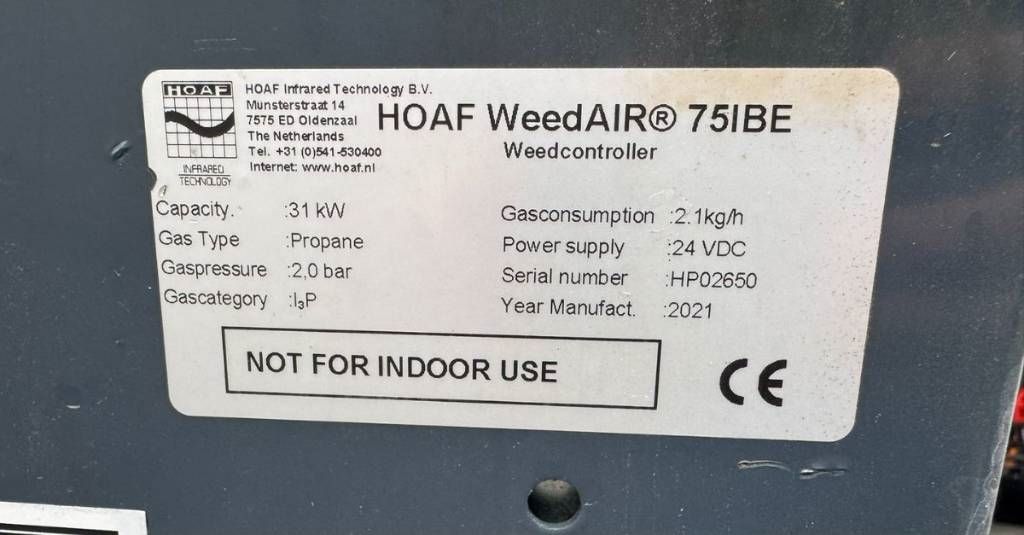 HOAF
INFRARED
TECHNOLOGY
HOAF Infrared Technology B.V.
Munsterstraat 14
7575 ED Oldenzaal
The Netherlands
Tel. +31 (0)541-530400
Internet: www.hoaf.nl
HOAF WeedAIR® 75IBE
Weedcontroller
Capacity. :31 kW
Gas Type :Propane
Gaspressure :2,0 bar
Gascategory :I₃P
Gasconsumption :2.1kg/h
Power supply :24 VDC
Serial number :HP02650
Year Manufact. :2021
NOT FOR INDOOR USE
CE